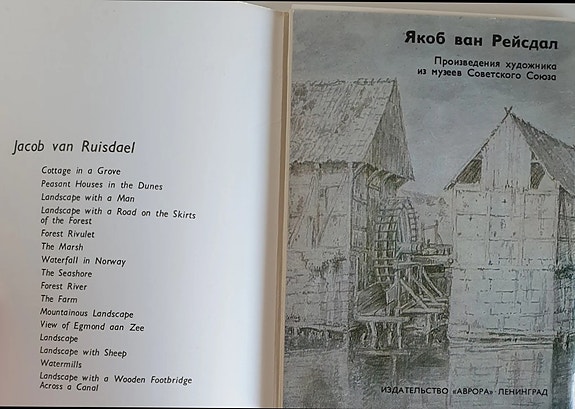 Jacob van Ruisdael
Cottage in a Grove
Peasant Houses in the Dunes
Landscape with a Man
Landscape with a Road on the Skirts
of the Forest
Forest Rivulet
The Marsh
Waterfall in Norway
The Seashore
Forest River
The Farm
Mountainous Landscape
View of Egmond aan Zee
Landscape
Landscape with Sheep
Watermills
Landscape with a Wooden Footbridge
Across a Canal
Якоб ван Рейсдал
Произведения художника
из музеев Советского Союза
ИЗДАТЕЛЬСТВО «АВРОРА» · ЛЕНИНГРАД